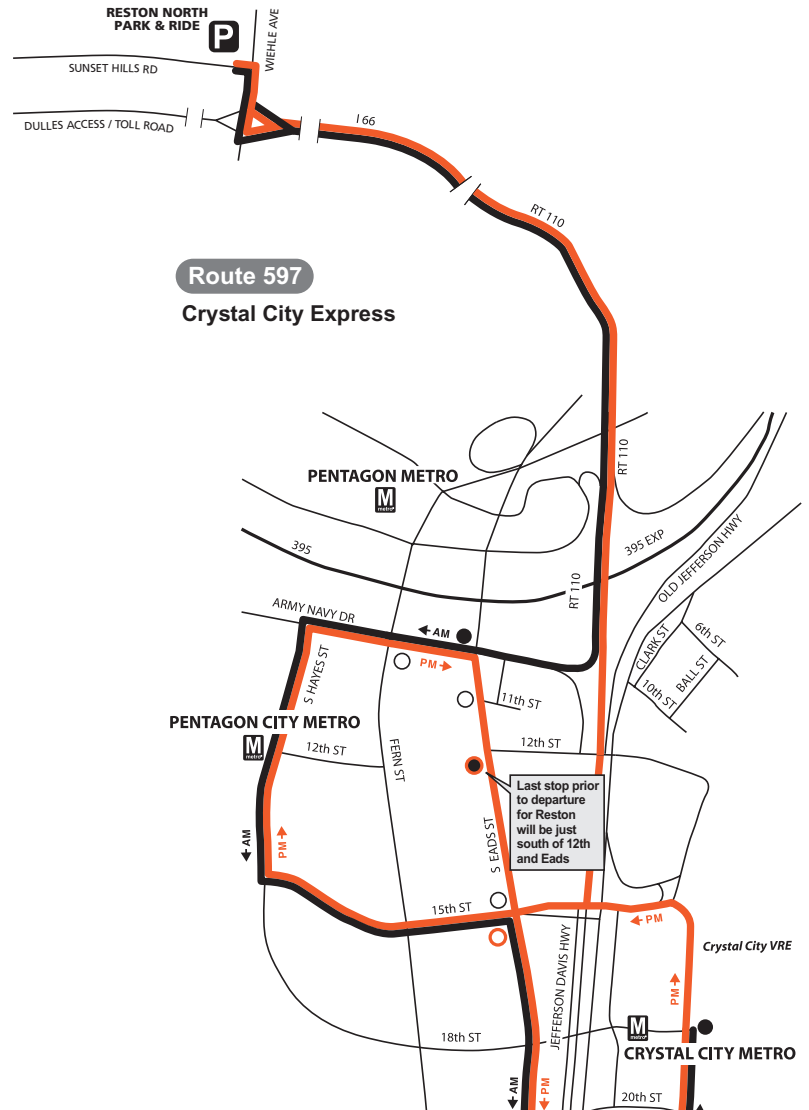 RESTON NORTH
PARK & RIDE
P
WIEHLE AVE
SUNSET HILLS RD
DULLES ACCESS / TOLL ROAD
I 66
RT 110
Route 597
Crystal City Express
RT 110
PENTAGON METRO
M
metro
395
395 EXP
OLD JEFFERSON HWY
RT 110
ARMY NAVY DR
AM
PM
S HAYES ST
CLARK ST
6th ST
BALL ST
10th ST
11th ST
PENTAGON CITY METRO
M
metro
12th ST
FERN ST
12th ST
Last stop prior
to departure
for Reston
will be just
south of 12th
and Eads
AM
PM
S EADS ST
15th ST
PM
JEFFERSON DAVIS HWY
Crystal City VRE
PM
18th ST
M
metro
CRYSTAL CITY METRO
AM
PM
20th ST